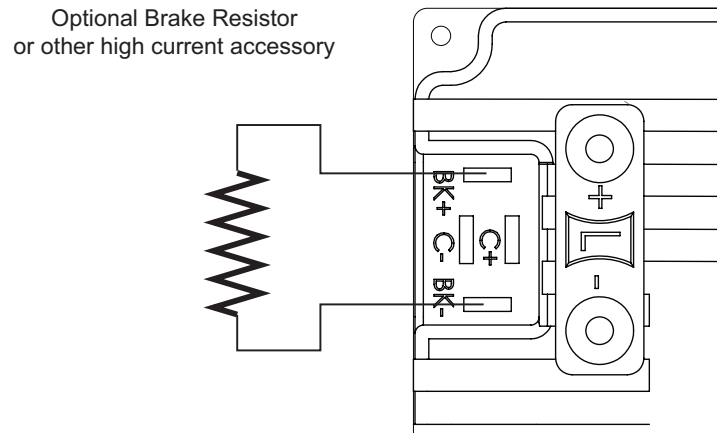 Optional Brake Resistor
or other high current accessory
BK+
C-
C+
BK-
+
L
-